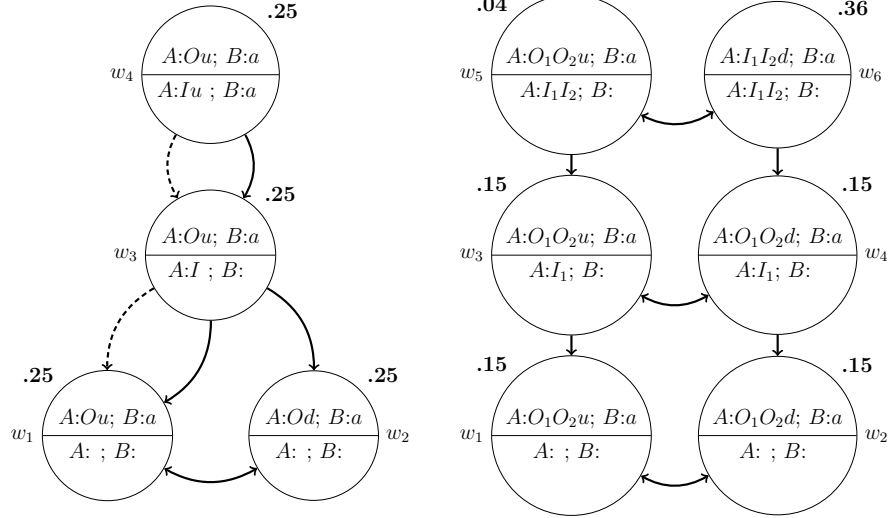 .25
A:Ou; B:a
w₄
A:Iu ; B:a
.25
A:Ou; B:a
w₃
A:I ; B:
.25
A:Ou; B:a
w₁
A: ; B:
.25
A:Od; B:a
w₂
A: ; B:
.04
A:O₁O₂u; B:a
w₅
A:I₁I₂; B:
.36
A:I₁I₂d; B:a
w₆
A:I₁I₂; B:
.15
A:O₁O₂u; B:a
w₃
A:I₁; B:
.15
A:O₁O₂d; B:a
w₄
A:I₁; B:
.15
A:O₁O₂u; B:a
w₁
A: ; B:
.15
A:O₁O₂d; B:a
w₂
A: ; B: